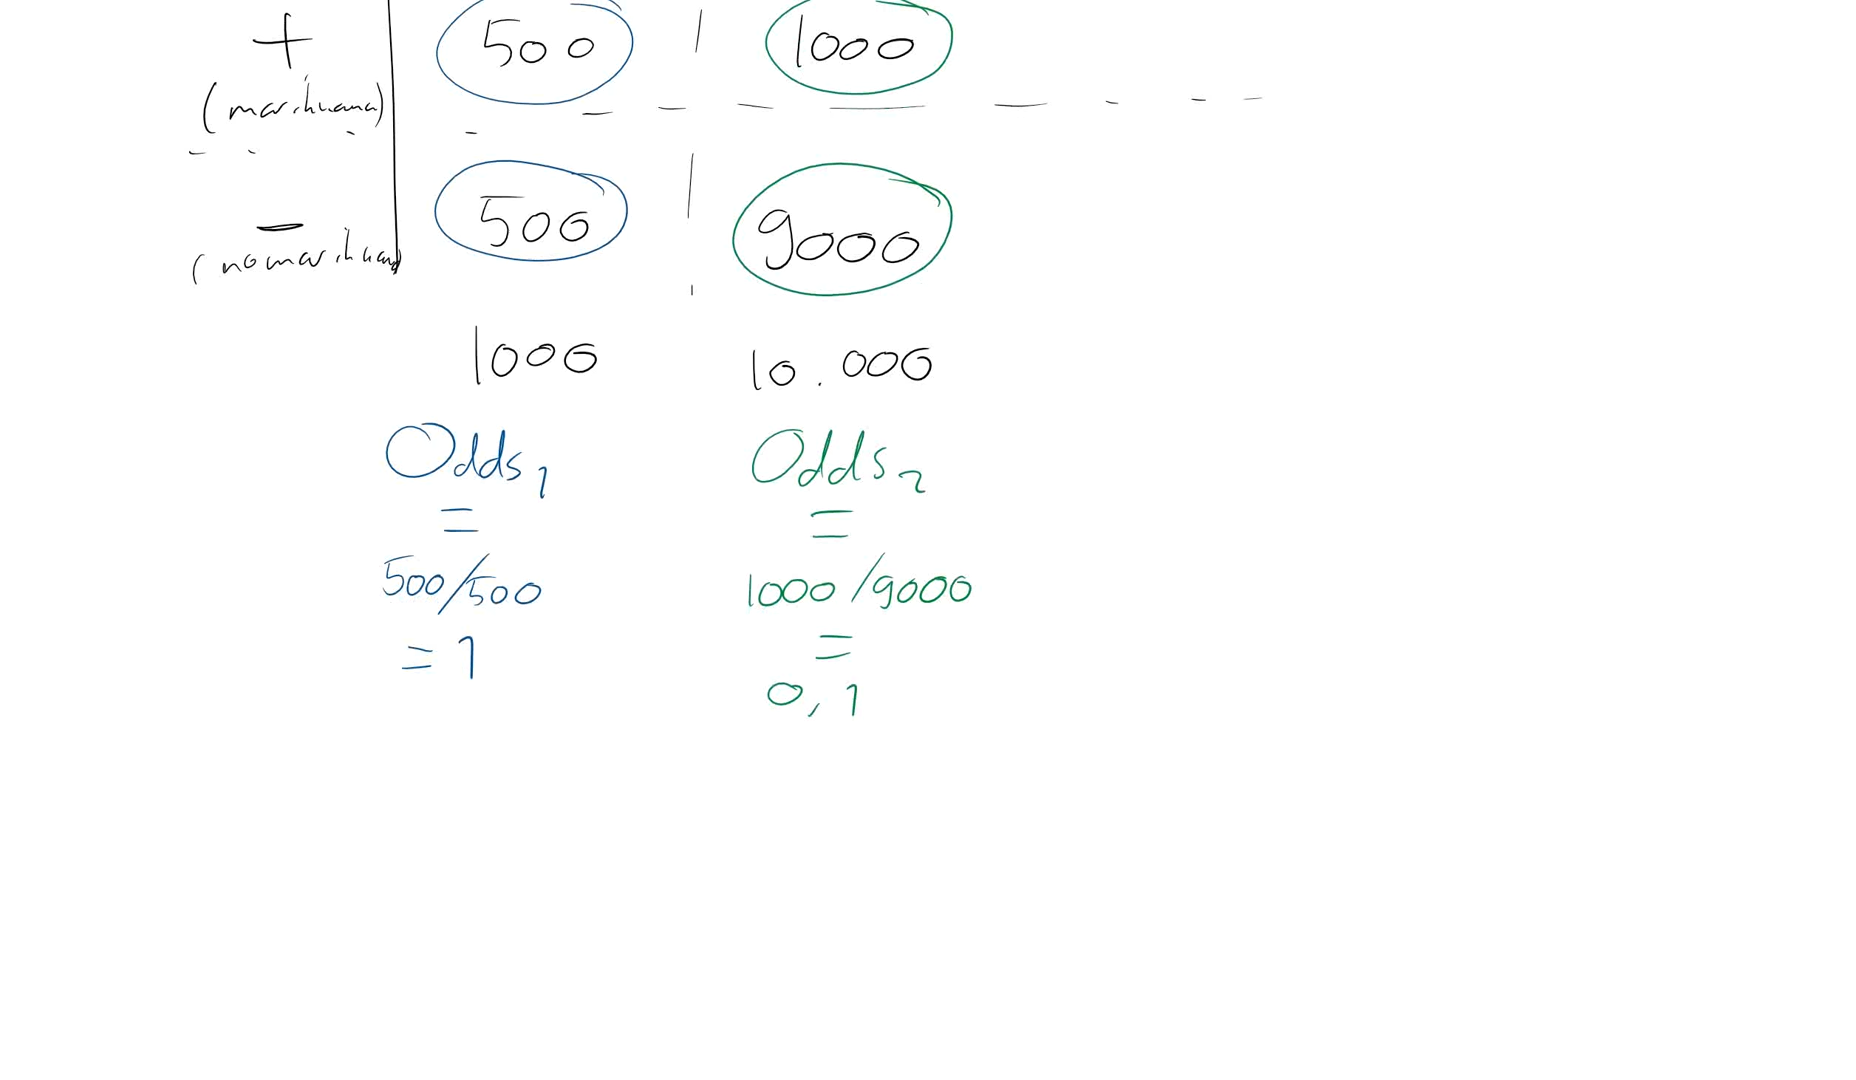 + 500 | 1000
(marihuana)
- 500 | 9000
(no marihuana)
1000 10.000
Odds1 Odds2
= =
500/500 1000/9000
= 1 =
0,1